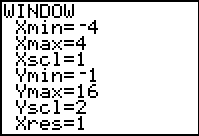 WINDOW
Xmin=-4
Xmax=4
Xscl=1
Ymin=-1
Ymax=16
Yscl=2
Xres=1